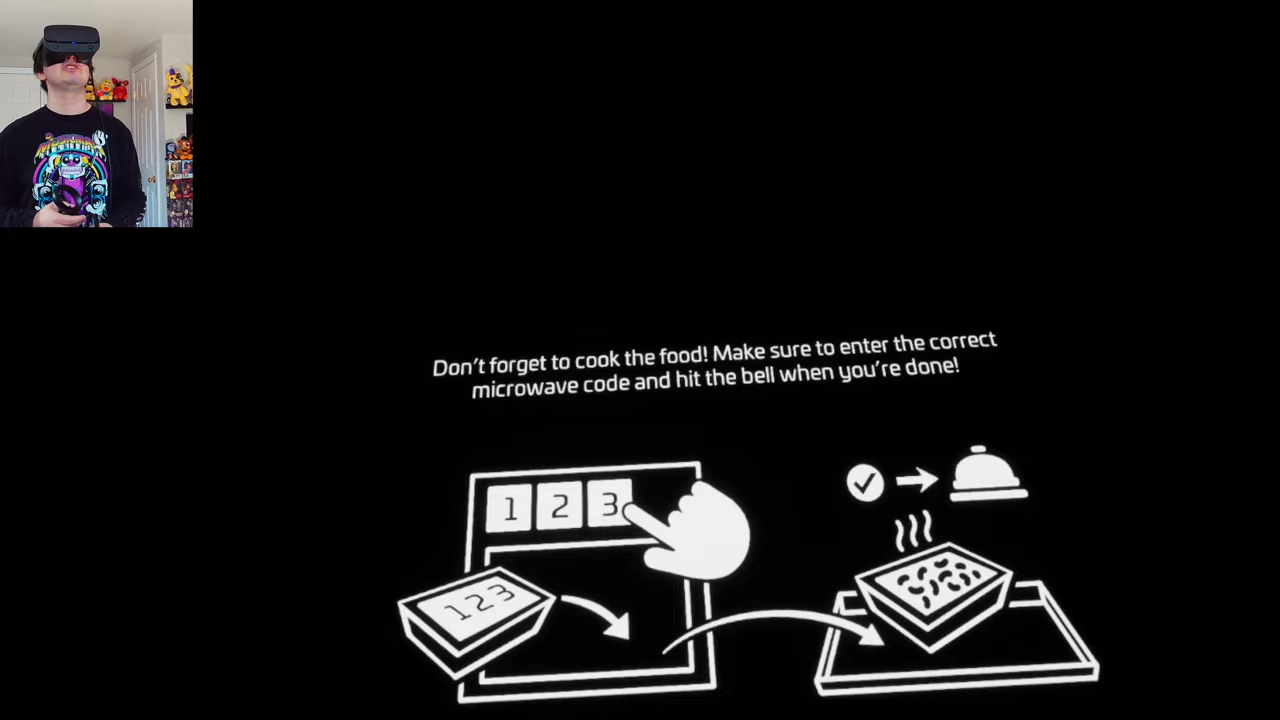 Don't forget to cook the food! Make sure to enter the correct
microwave code and hit the bell when you're done!
1 2 3
123